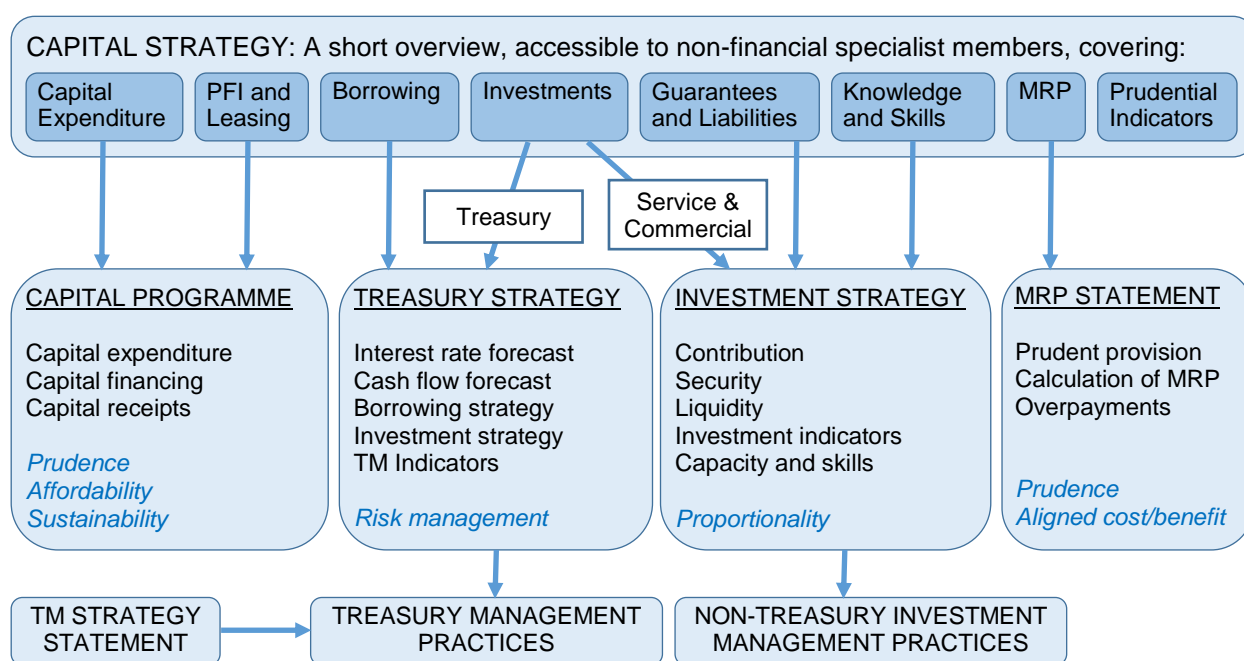 CAPITAL STRATEGY: A short overview, accessible to non-financial specialist members, covering:
Capital
Expenditure
PFI and
Leasing
Borrowing
Investments
Guarantees
and Liabilities
Knowledge
and Skills
MRP
Prudential
Indicators
Treasury
Service &
Commercial
CAPITAL PROGRAMME
Capital expenditure
Capital financing
Capital receipts
Prudence
Affordability
Sustainability
TREASURY STRATEGY
Interest rate forecast
Cash flow forecast
Borrowing strategy
Investment strategy
TM Indicators
Risk management
INVESTMENT STRATEGY
Contribution
Security
Liquidity
Investment indicators
Capacity and skills
Proportionality
MRP STATEMENT
Prudent provision
Calculation of MRP
Overpayments
Prudence
Aligned cost/benefit
TM STRATEGY
STATEMENT
TREASURY MANAGEMENT
PRACTICES
NON-TREASURY INVESTMENT
MANAGEMENT PRACTICES